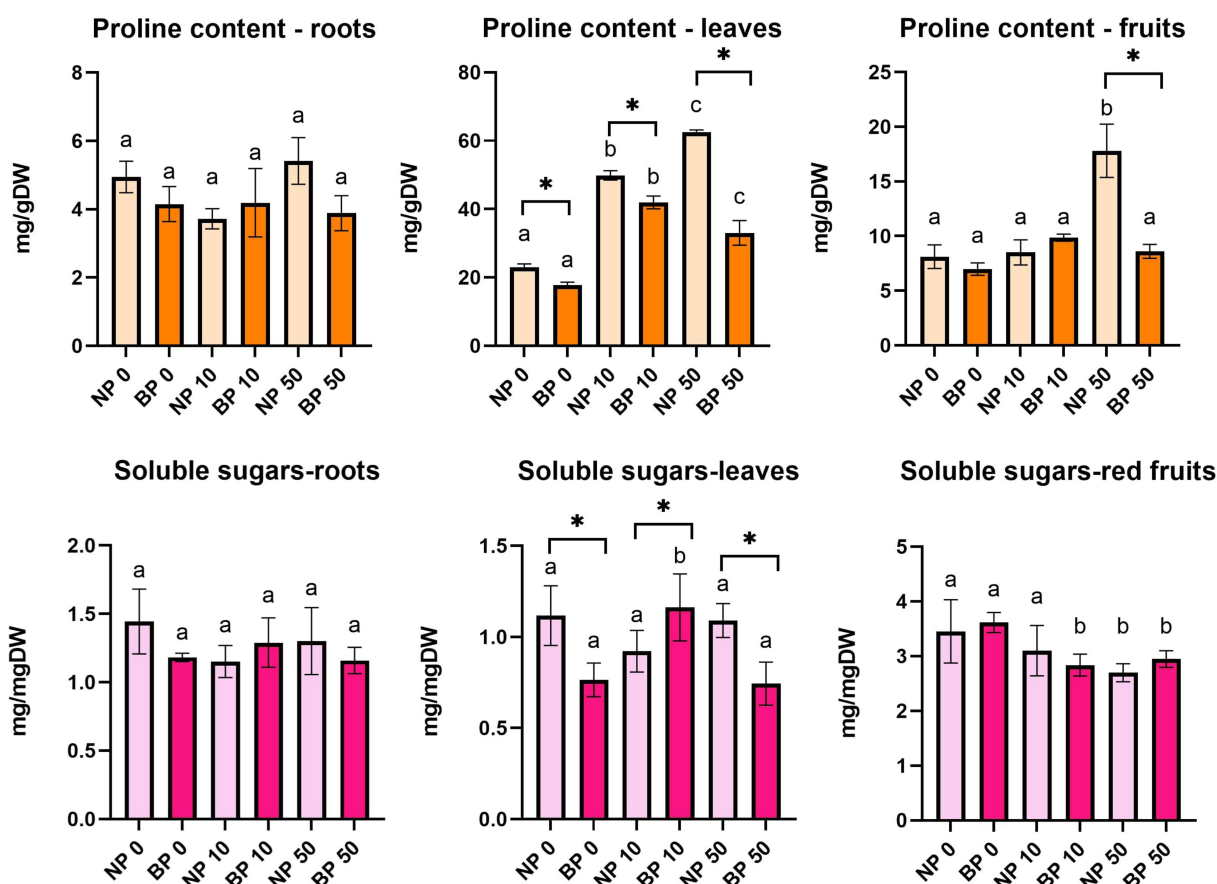 Proline content - roots
mg/gDW
8
6
4
2
0
a
a
a
a
a
a
NP 0
BP 0
NP 10
BP 10
NP 50
BP 50
Proline content - leaves
mg/gDW
80
60
40
20
0
*
*
*
a
a
b
b
c
c
NP 0
BP 0
NP 10
BP 10
NP 50
BP 50
Proline content - fruits
mg/gDW
25
20
15
10
5
0
*
a
a
a
a
b
a
NP 0
BP 0
NP 10
BP 10
NP 50
BP 50
Soluble sugars-roots
mg/mgDW
2.0
1.5
1.0
0.5
0.0
a
a
a
a
a
a
NP 0
BP 0
NP 10
BP 10
NP 50
BP 50
Soluble sugars-leaves
mg/mgDW
1.5
1.0
0.5
0.0
*
*
*
a
a
a
b
a
a
NP 0
BP 0
NP 10
BP 10
NP 50
BP 50
Soluble sugars-red fruits
mg/mgDW
5
4
3
2
1
0
a
a
a
b
b
b
NP 0
BP 0
NP 10
BP 10
NP 50
BP 50